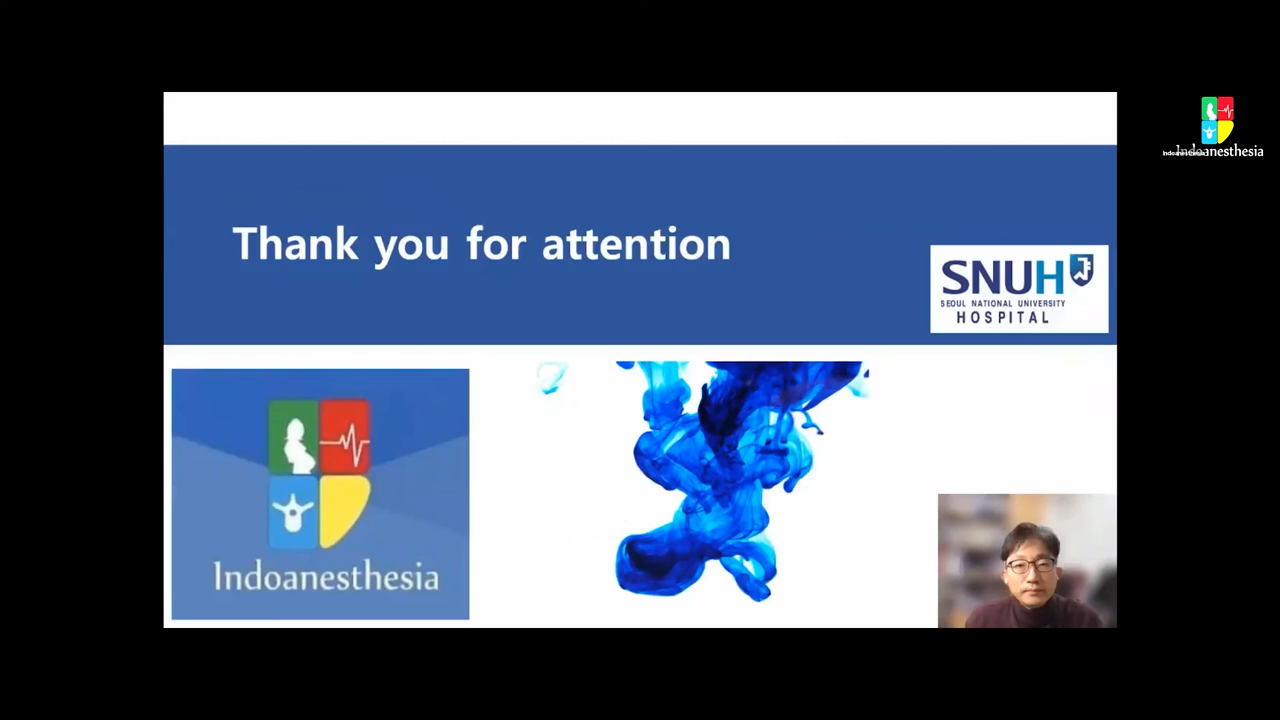 Thank you for attention
SNUH
SEOUL NATIONAL UNIVERSITY
HOSPITAL
Indoanesthesia
Indoanesthesia